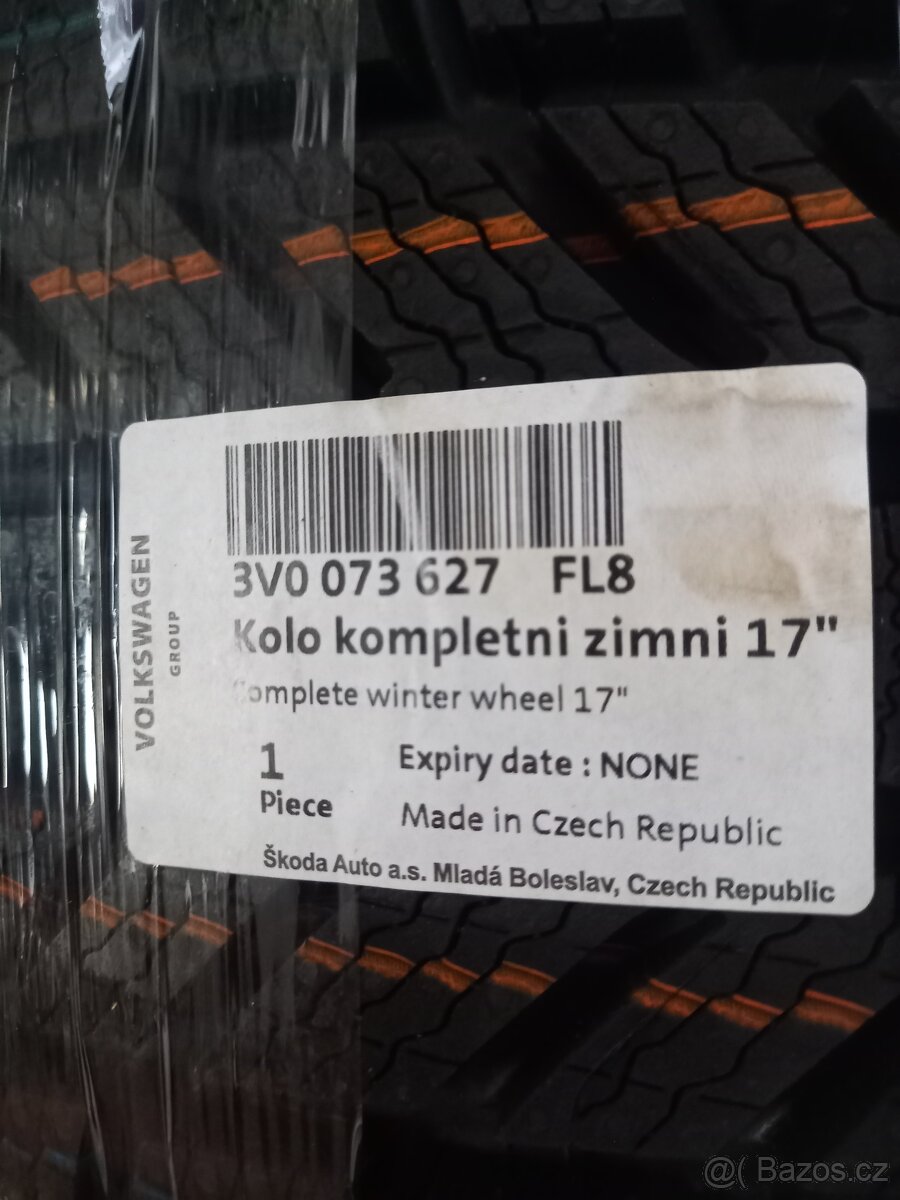 VOLKSWAGEN
GROUP
3V0 073 627 FL8
Kolo kompletni zimni 17"
Complete winter wheel 17"
1
Piece
Expiry date : NONE
Made in Czech Republic
Škoda Auto a.s. Mladá Boleslav, Czech Republic
@( Bazos.cz